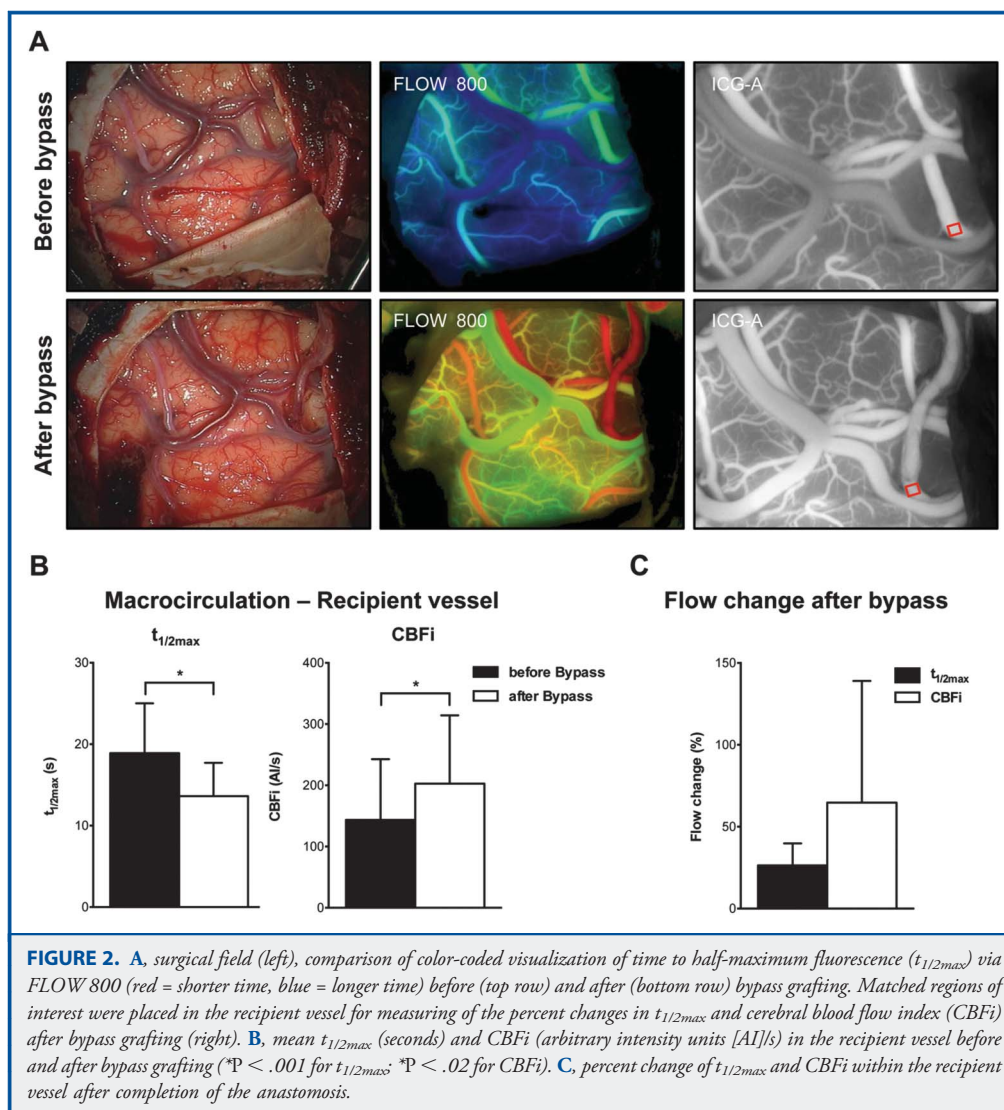 A
Before bypass
FLOW 800
ICG-A
After bypass
FLOW 800
ICG-A
B
Macrocirculation – Recipient vessel
t1/2max
CBFi
before Bypass
after Bypass
t1/2max (s)
30
20
10
0
*
CBFi (AI/s)
400
300
200
100
0
*
C
Flow change after bypass
t1/2max
CBFi
Flow change (%)
150
100
50
0
FIGURE 2. A, surgical field (left), comparison of color-coded visualization of time to half-maximum fluorescence (t1/2max) via
FLOW 800 (red = shorter time, blue = longer time) before (top row) and after (bottom row) bypass grafting. Matched regions of
interest were placed in the recipient vessel for measuring of the percent changes in t1/2max and cerebral blood flow index (CBFi)
after bypass grafting (right). B, mean t1/2max (seconds) and CBFi (arbitrary intensity units [AI]/s) in the recipient vessel before
and after bypass grafting (*P < .001 for t1/2max; *P < .02 for CBFi). C, percent change of t1/2max and CBFi within the recipient
vessel after completion of the anastomosis.